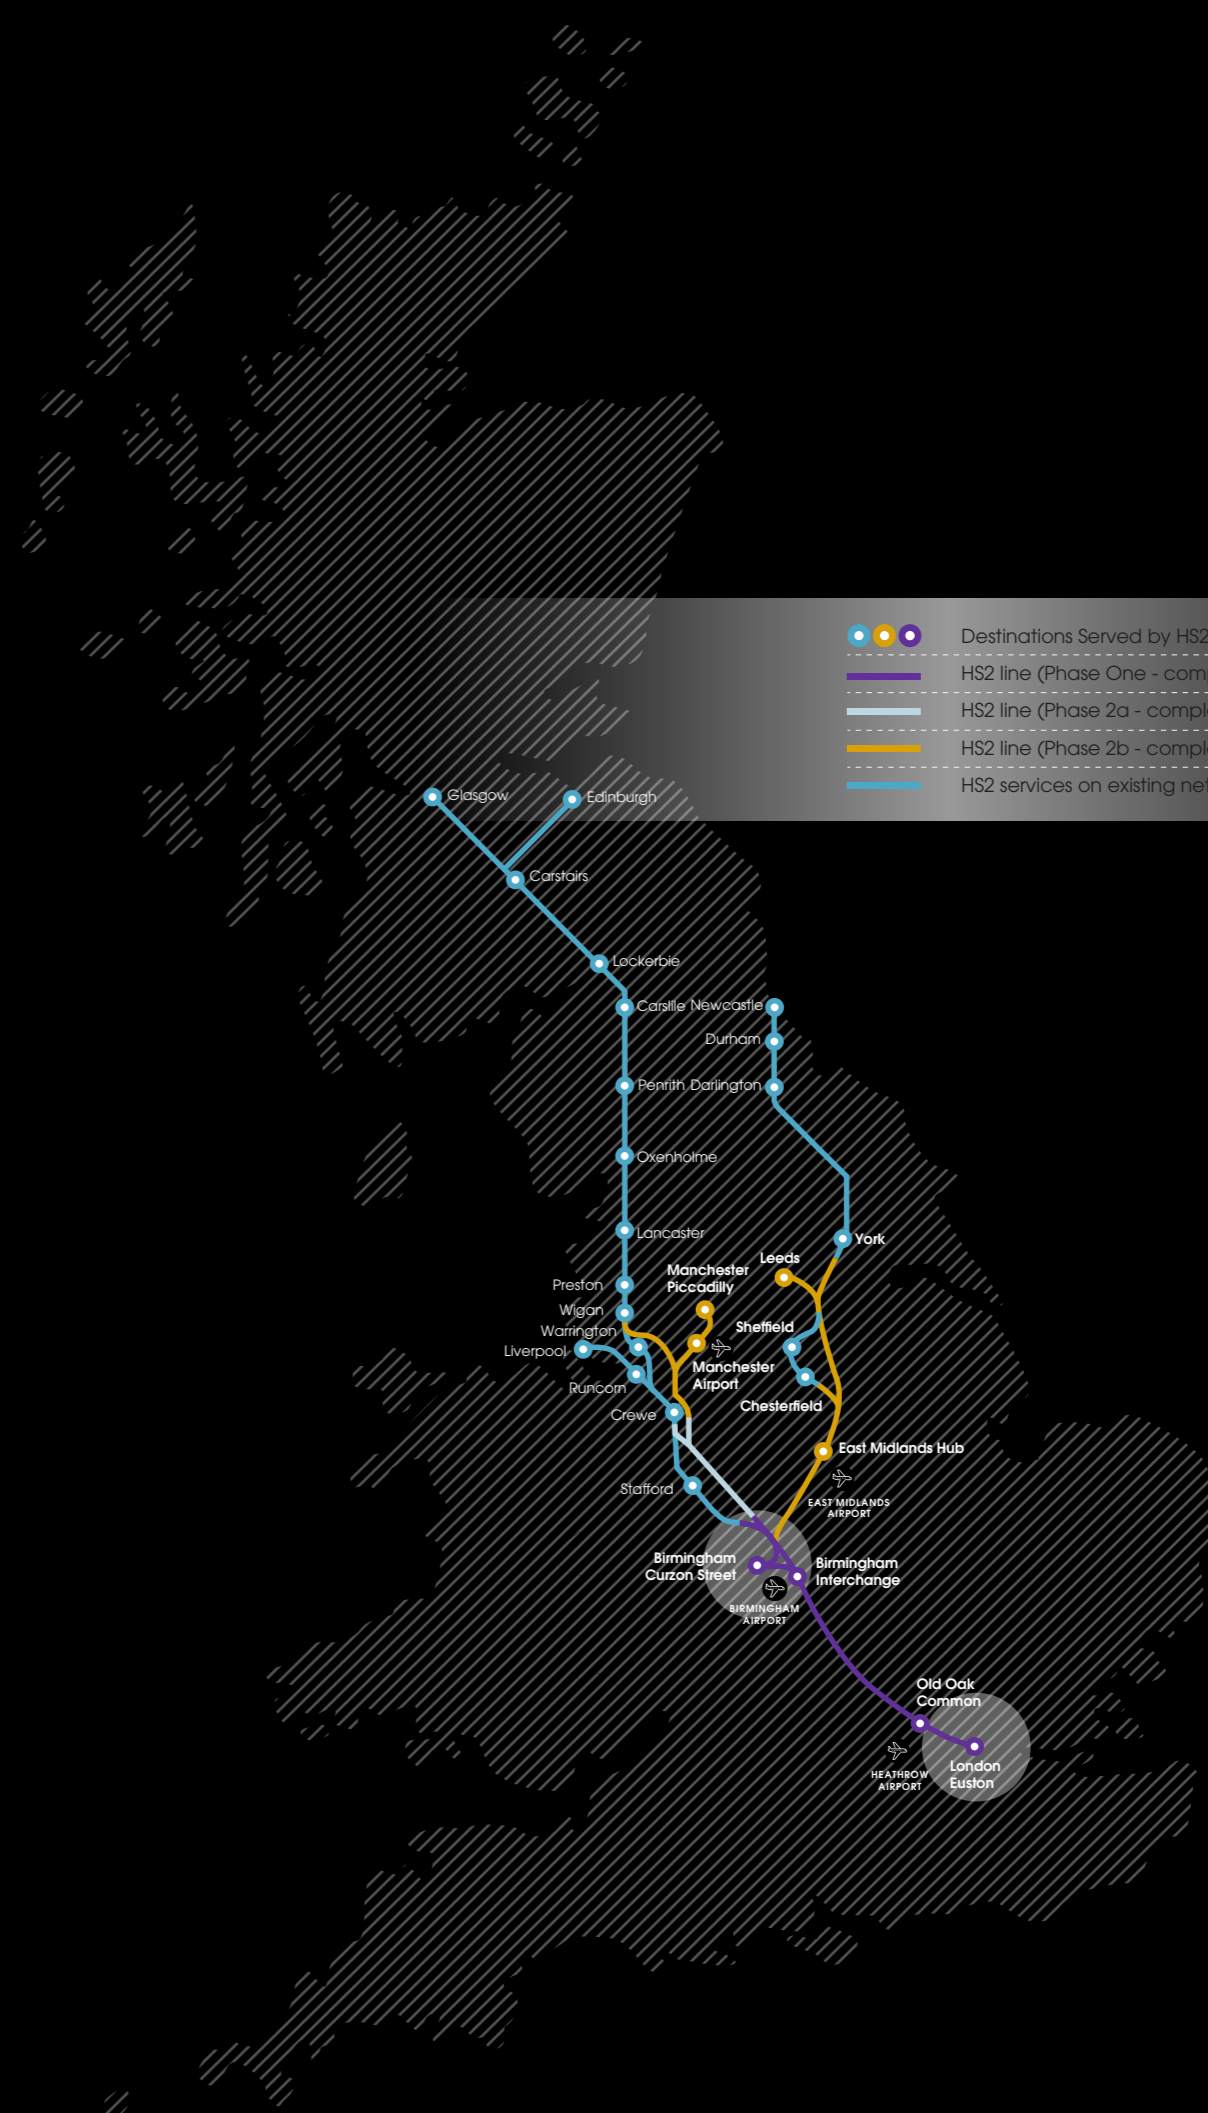 Destinations Served by HS2
HS2 line (Phase One - com
HS2 line (Phase 2a - compl
HS2 line (Phase 2b - compl
HS2 services on existing net
Glasgow
Edinburgh
Carstairs
Lockerbie
Carslile
Newcastle
Durham
Penrith
Darlington
Oxenholme
Lancaster
York
Leeds
Manchester
Piccadilly
Preston
Wigan
Sheffield
Warrington
Liverpool
Manchester
Airport
Runcorn
Chesterfield
Crewe
East Midlands Hub
Stafford
EAST MIDLANDS
AIRPORT
Birmingham
Curzon Street
Birmingham
Interchange
BIRMINGHAM
AIRPORT
Old Oak
Common
HEATHROW
AIRPORT
London
Euston